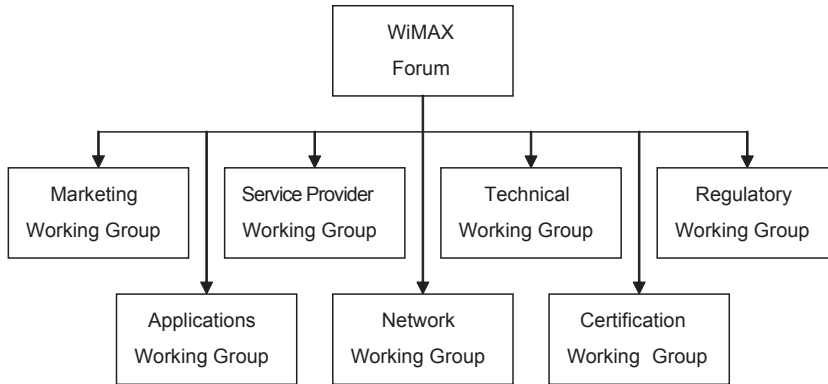 WiMAX
Forum
Marketing
Working Group
Service Provider
Working Group
Technical
Working Group
Regulatory
Working Group
Applications
Working Group
Network
Working Group
Certification
Working Group